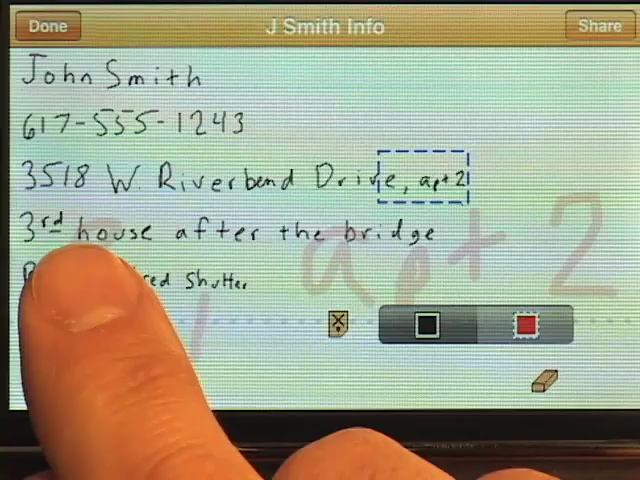 Done J Smith Info Share
John Smith
617-555-1243
3518 W. Riverbend Drive, apt 2
3rd house after the bridge
Shutter
apt 2